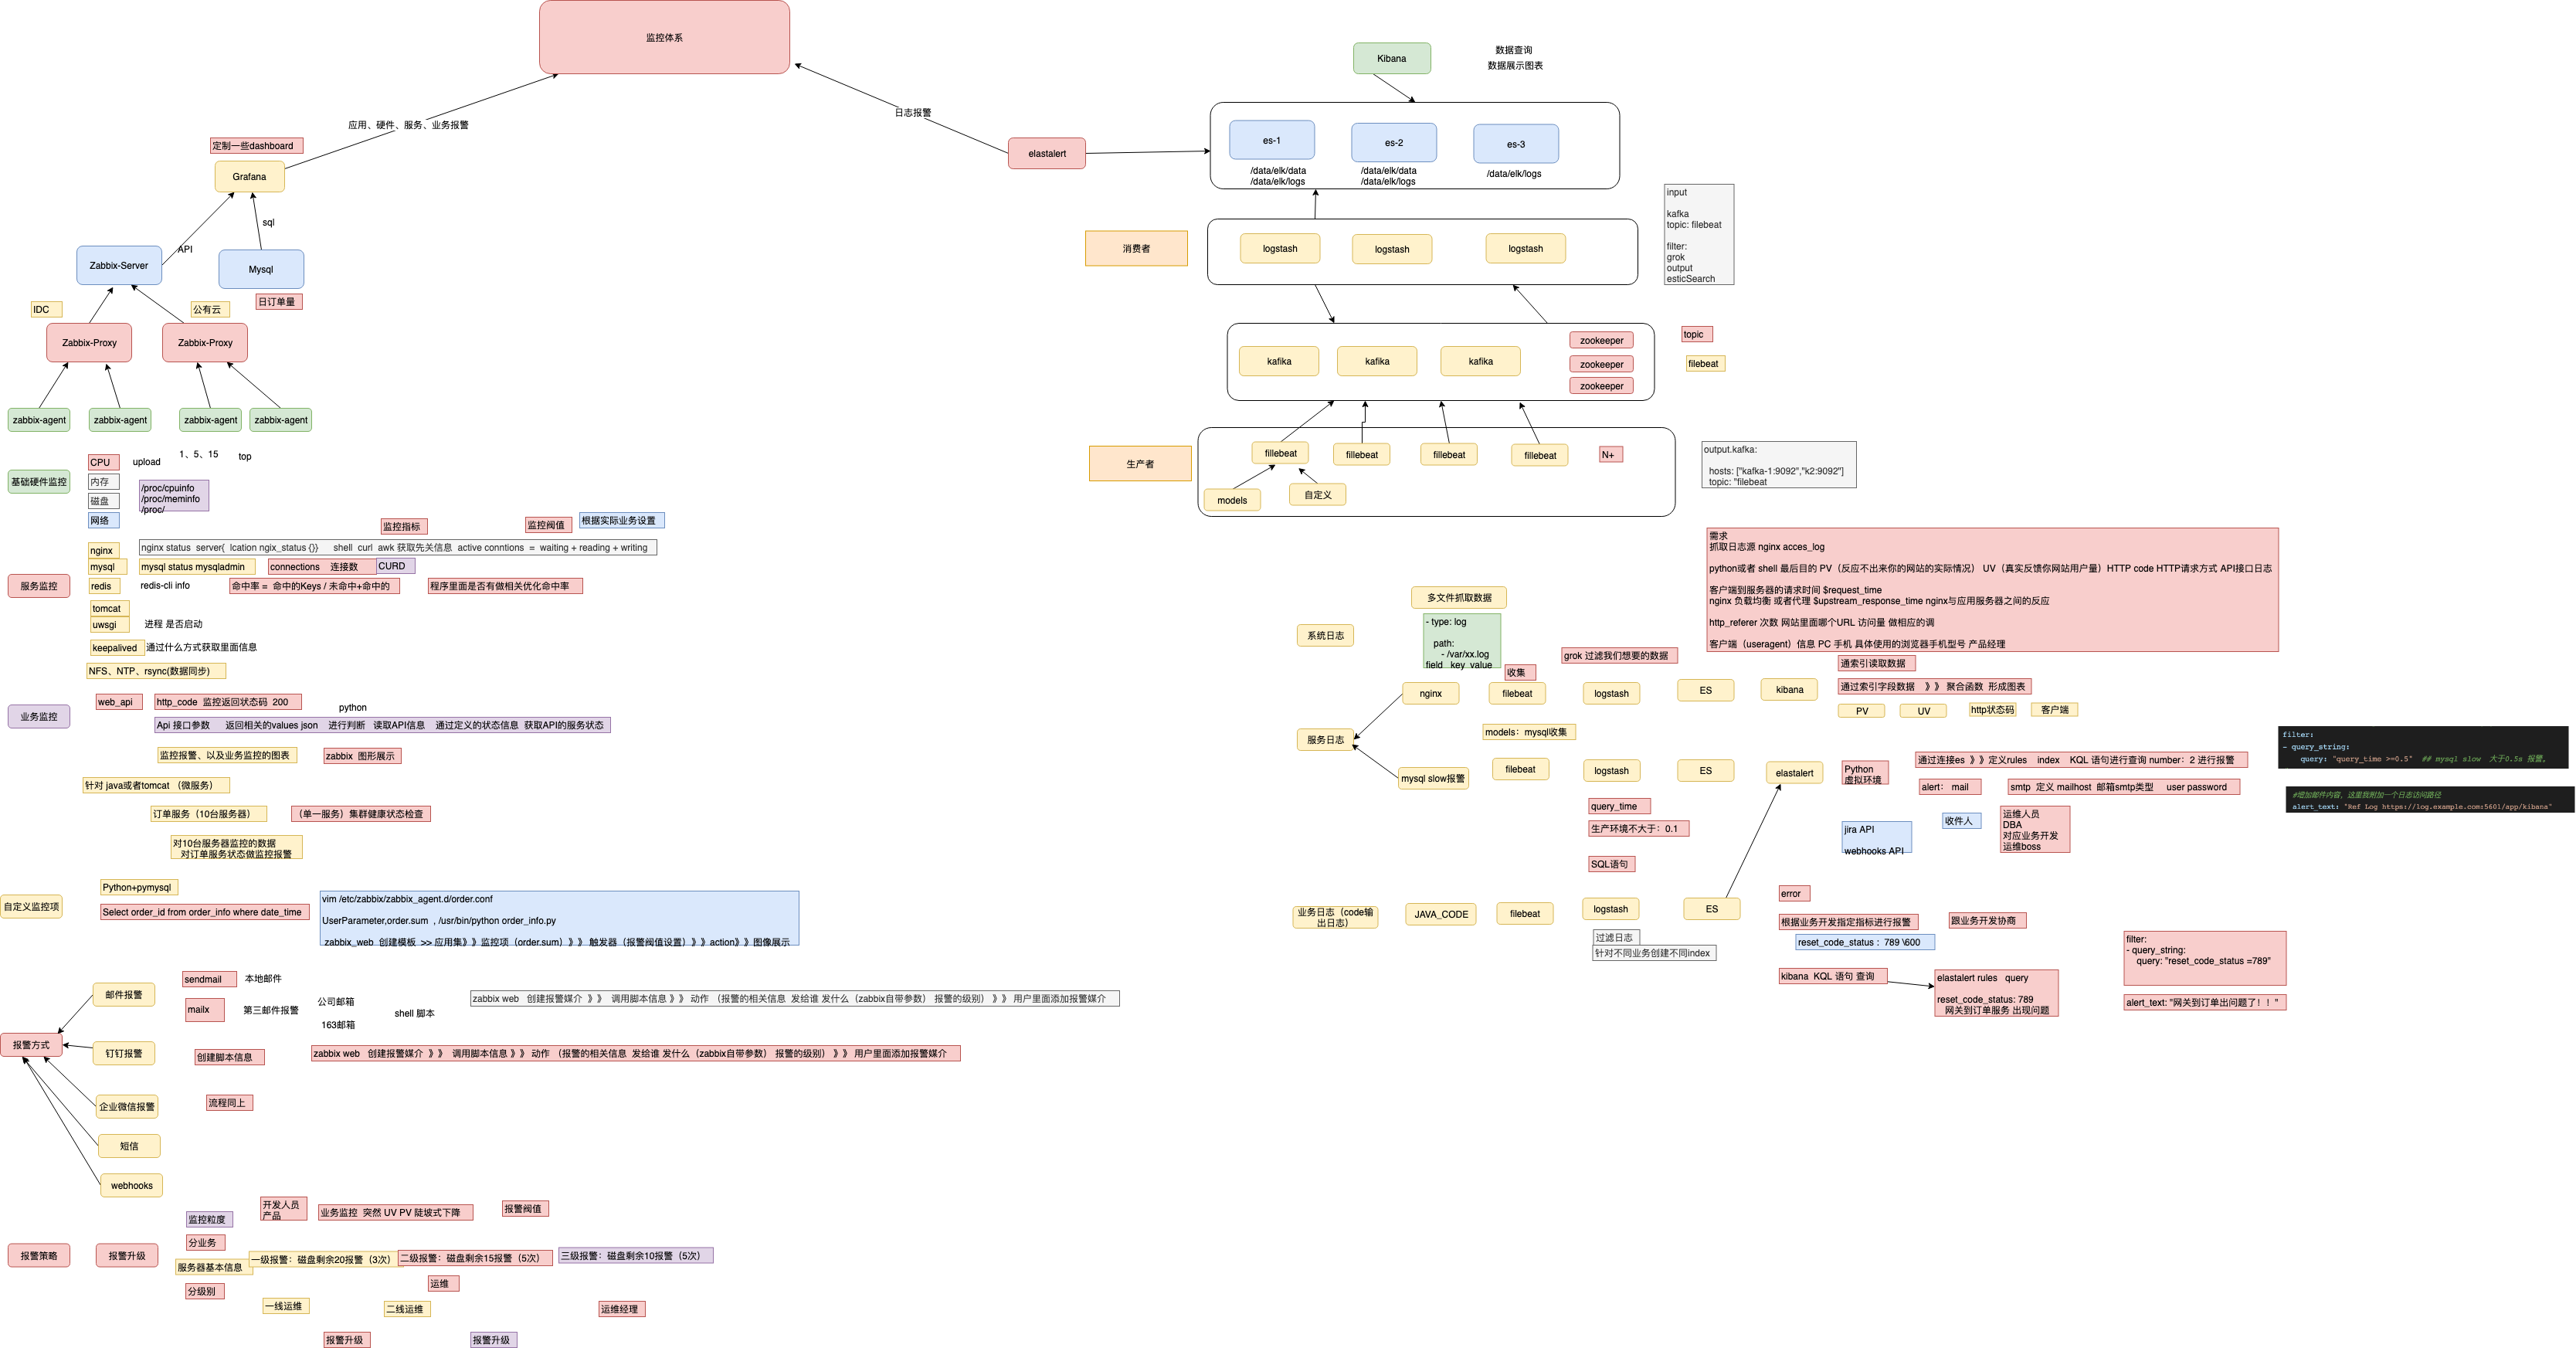 监控体系
应用、硬件、服务、业务报警
日志报警
定制一些dashboard
Grafana
sql
API
Zabbix-Server
Mysql
IDC
公有云
日订单量
Zabbix-Proxy
Zabbix-Proxy
zabbix-agent
zabbix-agent
zabbix-agent
zabbix-agent
基础硬件监控
CPU
upload
1、5、15
top
内存
磁盘
/proc/cpuinfo
/proc/meminfo
/proc/
网络
监控指标
监控阀值
根据实际业务设置
服务监控
nginx
nginx status server{ lcation ngix_status {}} shell curl awk 获取先关信息 active conntions = waiting + reading + writing
mysql
mysql status mysqladmin
connections 连接数
CURD
redis
redis-cli info
命中率 = 命中的Keys / 未命中+命中的
程序里面是否有做相关优化命中率
tomcat
uwsgi
进程 是否启动
keepalived
通过什么方式获取里面信息
NFS、NTP、rsync(数据同步)
业务监控
web_api
http_code 监控返回状态码 200
python
Api 接口参数 返回相关的values json 进行判断 读取API信息 通过定义的状态信息 获取API的服务状态
监控报警、以及业务监控的图表
zabbix 图形展示
针对 java或者tomcat （微服务）
订单服务（10台服务器）
（单一服务）集群健康状态检查
对10台服务器监控的数据
对订单服务状态做监控报警
自定义监控项
Python+pymysql
Select order_id from order_info where date_time
vim /etc/zabbix/zabbix_agent.d/order.conf
UserParameter,order.sum , /usr/bin/python order_info.py
zabbix_web 创建模板 >> 应用集》》监控项（order.sum）》》 触发器（报警阀值设置）》》action》》图像展示
报警方式
邮件报警
sendmail
本地邮件
mailx
第三邮件报警
公司邮箱
163邮箱
shell 脚本
zabbix web 创建报警媒介 》》 调用脚本信息 》》 动作 （报警的相关信息 发给谁 发什么（zabbix自带参数） 报警的级别） 》》 用户里面添加报警媒介
钉钉报警
创建脚本信息
zabbix web 创建报警媒介 》》 调用脚本信息 》》 动作 （报警的相关信息 发给谁 发什么（zabbix自带参数） 报警的级别） 》》 用户里面添加报警媒介
企业微信报警
流程同上
短信
webhooks
报警策略
报警升级
监控粒度
开发人员
产品
业务监控 突然 UV PV 陡坡式下降
报警阀值
分业务
服务器基本信息
一级报警：磁盘剩余20报警（3次）
二级报警：磁盘剩余15报警（5次）
三级报警：磁盘剩余10报警（5次）
分级别
运维
一线运维
二线运维
运维经理
报警升级
报警升级
Kibana
数据查询
数据展示图表
elastalert
es-1
es-2
es-3
/data/elk/data
/data/elk/logs
/data/elk/data
/data/elk/logs
/data/elk/logs
消费者
logstash
logstash
logstash
input
kafka
topic: filebeat
filter:
grok
output
esticSearch
kafika
kafika
kafika
zookeeper
zookeeper
zookeeper
topic
filebeat
生产者
fillebeat
fillebeat
fillebeat
fillebeat
N+
models
自定义
output.kafka:
hosts: ["kafka-1:9092","k2:9092"]
topic: "filebeat
需求
抓取日志源 nginx acces_log
python或者 shell 最后目的 PV（反应不出来你的网站的实际情况） UV（真实反馈你网站用户量）HTTP code HTTP请求方式 API接口日志
客户端到服务器的请求时间 $request_time
nginx 负载均衡 或者代理 $upstream_response_time nginx与应用服务器之间的反应
http_referer 次数 网站里面哪个URL 访问量 做相应的调
客户端（useragent）信息 PC 手机 具体使用的浏览器手机型号 产品经理
多文件抓取数据
系统日志
- type: log
path:
- /var/xx.log
field key value
收集
grok 过滤我们想要的数据
通索引读取数据
nginx
filebeat
logstash
ES
kibana
通过索引字段数据 》》 聚合函数 形成图表
PV
UV
http状态码
客户端
服务日志
models：mysql收集
mysql slow报警
filebeat
logstash
ES
elastalert
Python
虚拟环境
通过连接es 》》定义rules index KQL 语句进行查询 number：2 进行报警
filter:
- query_string:
query: "query_time >=0.5" ## mysql slow 大于0.5s 报警。
alert： mail
smtp 定义 mailhost 邮箱smtp类型 user password
#增加邮件内容，这里我附加一个日志访问路径
alert_text: "Ref Log https://log.example.com:5601/app/kibana"
query_time
生产环境不大于：0.1
SQL语句
jira API
webhooks API
收件人
运维人员
DBA
对应业务开发
运维boss
业务日志（code输
出日志）
JAVA_CODE
filebeat
logstash
ES
过滤日志
针对不同业务创建不同index
error
根据业务开发指定指标进行报警
跟业务开发协商
reset_code_status : 789 \600
kibana KQL 语句 查询
elastalert rules query
reset_code_status: 789
网关到订单服务 出现问题
filter:
- query_string:
query: "reset_code_status =789"
alert_text: "网关到订单出问题了！！"